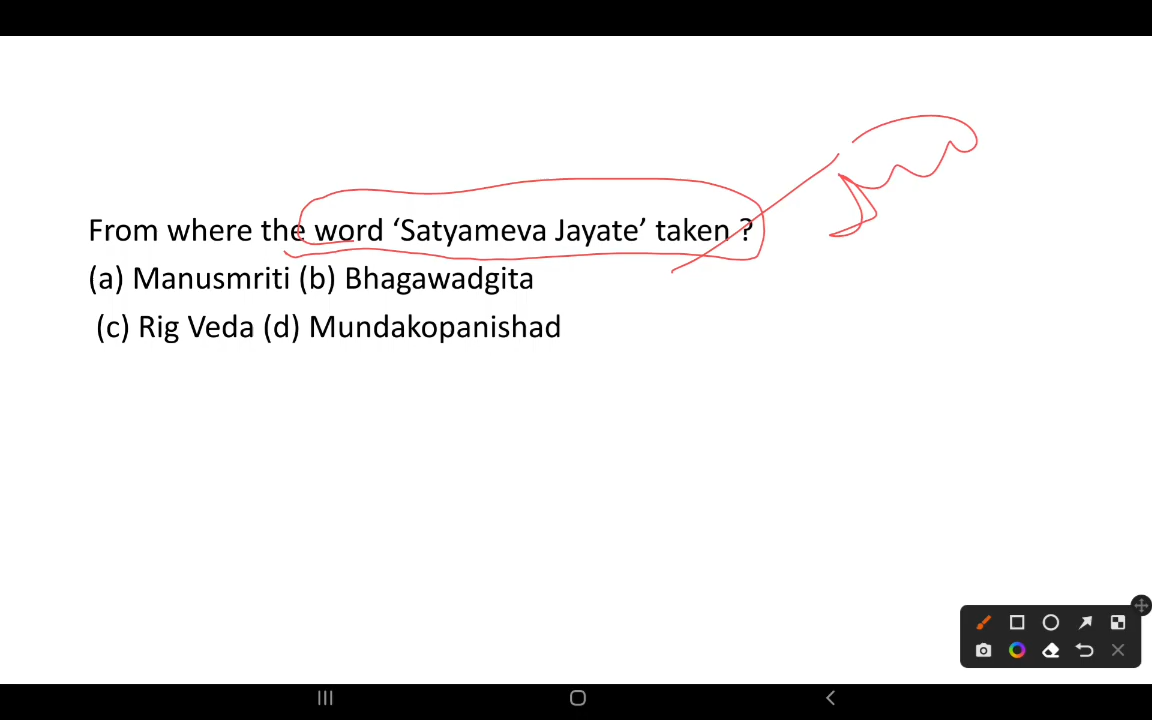 From where the word ‘Satyameva Jayate’ taken ?
(a) Manusmriti (b) Bhagawadgita
(c) Rig Veda (d) Mundakopanishad